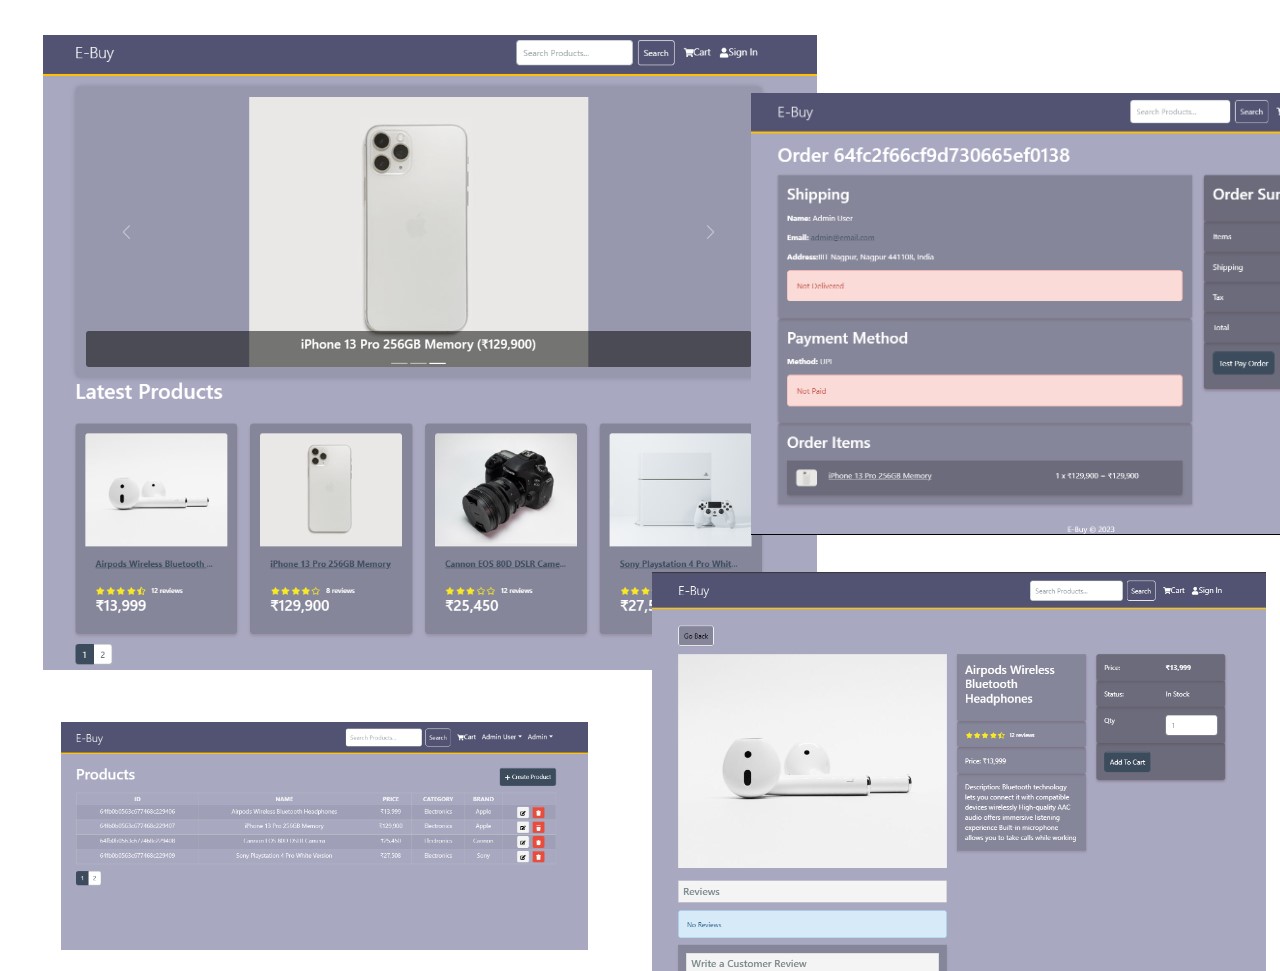 E-Buy
Search Products...
Search
Cart
Sign In
iPhone 13 Pro 256GB Memory (₹129,900)
Latest Products
Airpods Wireless Bluetooth ...
12 reviews
₹13,999
iPhone 13 Pro 256GB Memory
8 reviews
₹129,900
Cannon EOS 80D DSLR Came...
12 reviews
₹25,450
Sony Playstation 4 Pro Whit...
1 2
E-Buy
Search Products...
Search
Order 64fc2f66cf9d730665ef0138
Shipping
Name: Admin User
Email: admin@email.com
Address:IIIT Nagpur, Nagpur 441108, India
Not Delivered
Payment Method
Method: UPI
Not Paid
Order Items
iPhone 13 Pro 256GB Memory
1 x ₹129,900 = ₹129,900
Order
Items
Shipping
Tax
Total
Test Pay Order
E-Buy © 2023
E-Buy
Search Products...
Search
Cart
Admin User
Admin
Products
+ Create Product
ID NAME PRICE CATEGORY BRAND
Airpods Wireless Bluetooth Headphones ₹13,999 Electronics Apple
iPhone 13 Pro 256GB Memory ₹129,900 Electronics Apple
Cannon EOS 80D DSLR Camera ₹25,450 Electronics Cannon
Sony Playstation 4 Pro White Version Electronics Sony
1 2
E-Buy
Search Products...
Search
Cart
Sign In
Go Back
Airpods Wireless
Bluetooth
Headphones
12 reviews
Price: ₹13,999
Description: Bluetooth technology
lets you connect it with compatible
devices wirelessly High-quality AAC
audio offers immersive listening
experience Built-in microphone
allows you to take calls while working
Price: ₹13,999
Status: In Stock
Qty 1
Add To Cart
Reviews
No Reviews
Write a Customer Review